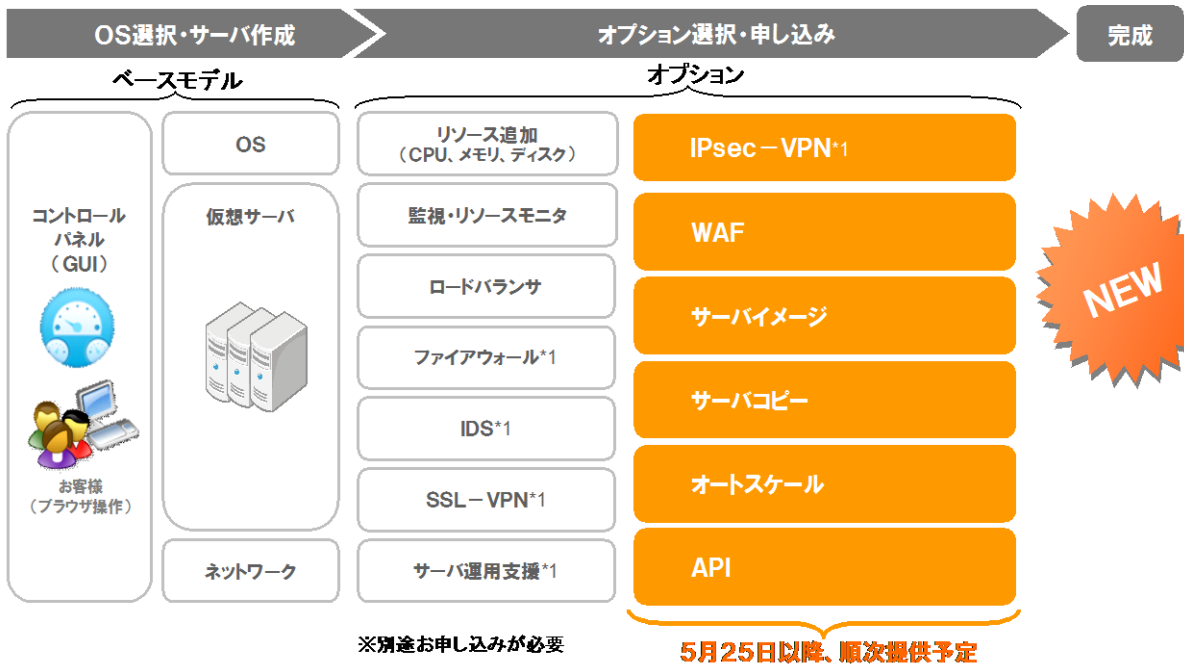 OS選択・サーバ作成
オプション選択・申し込み
完成
ベースモデル
オプション
コントロール
パネル
（GUI）
お客様
（ブラウザ操作）
OS
仮想サーバ
ネットワーク
リソース追加
（CPU、メモリ、ディスク）
監視・リソースモニタ
ロードバランサ
ファイアウォール*1
IDS*1
SSL－VPN*1
サーバ運用支援*1
IPsec－VPN*1
WAF
サーバイメージ
サーバコピー
オートスケール
API
NEW
※別途お申し込みが必要
5月25日以降、順次提供予定